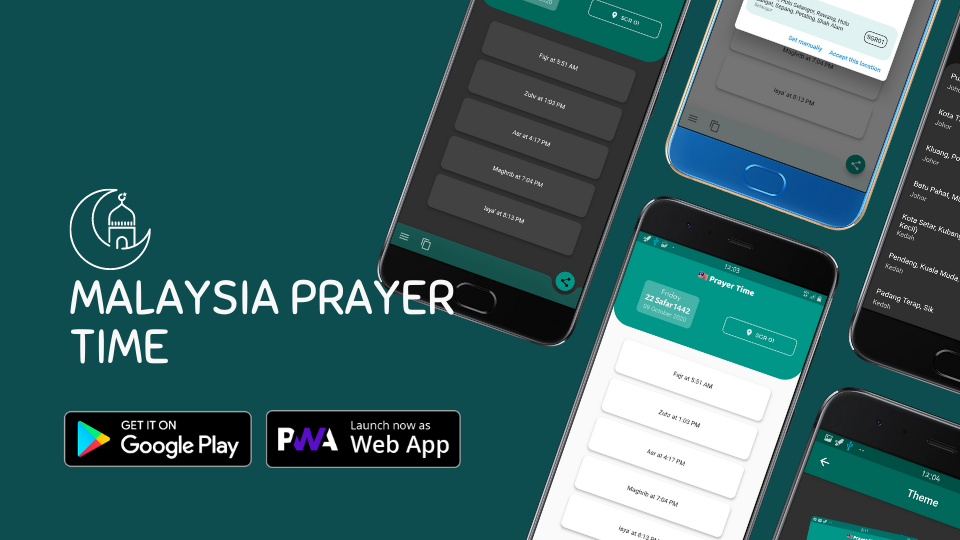 MALAYSIA PRAYER
TIME
GET IT ON
Google Play
PWA
Launch now as
Web App
2020
SGR 01
Fajr at 5:51 AM
Zuhr at 1:03 PM
Asr at 4:17 PM
Maghrib at 7:04 PM
Isya' at 8:13 PM
Hulu Selangor, Rawang, Hulu
Langat, Sepang, Petaling, Shah Alam
Selangor
SGR01
Set manually
Accept this location
Maghrib at 7:04 PM
Isya' at 8:13 PM
12:03
Prayer Time
Friday
22 Safar 1442
09 October 2020
SGR 01
Fajr at 5:51 AM
Zuhr at 1:03 PM
Asr at 4:17 PM
Maghrib at 7:04 PM
Isya' at 8:13 PM
Johor
Kota
Johor
Kluang,
Johor
Batu Pahat,
Johor
Kota Setar, Kubang
Kecil)
Kedah
Pendang, Kuala Muda,
Kedah
Padang Terap, Sik
Kedah
12:04
Theme
Prayer Time